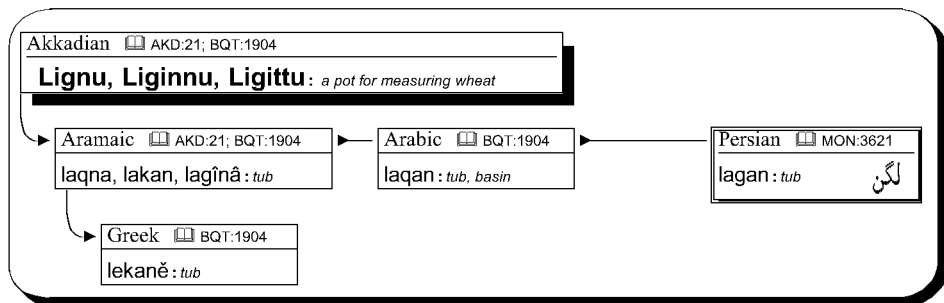 Akkadian AKD:21; BQT:1904
Lignu, Liginnu, Ligittu: a pot for measuring wheat
Aramaic AKD:21; BQT:1904
laqna, lakan, lagînâ: tub
Arabic BQT:1904
laqan: tub, basin
Persian MON:3621
lagan: tub لگن
Greek BQT:1904
lekaně: tub